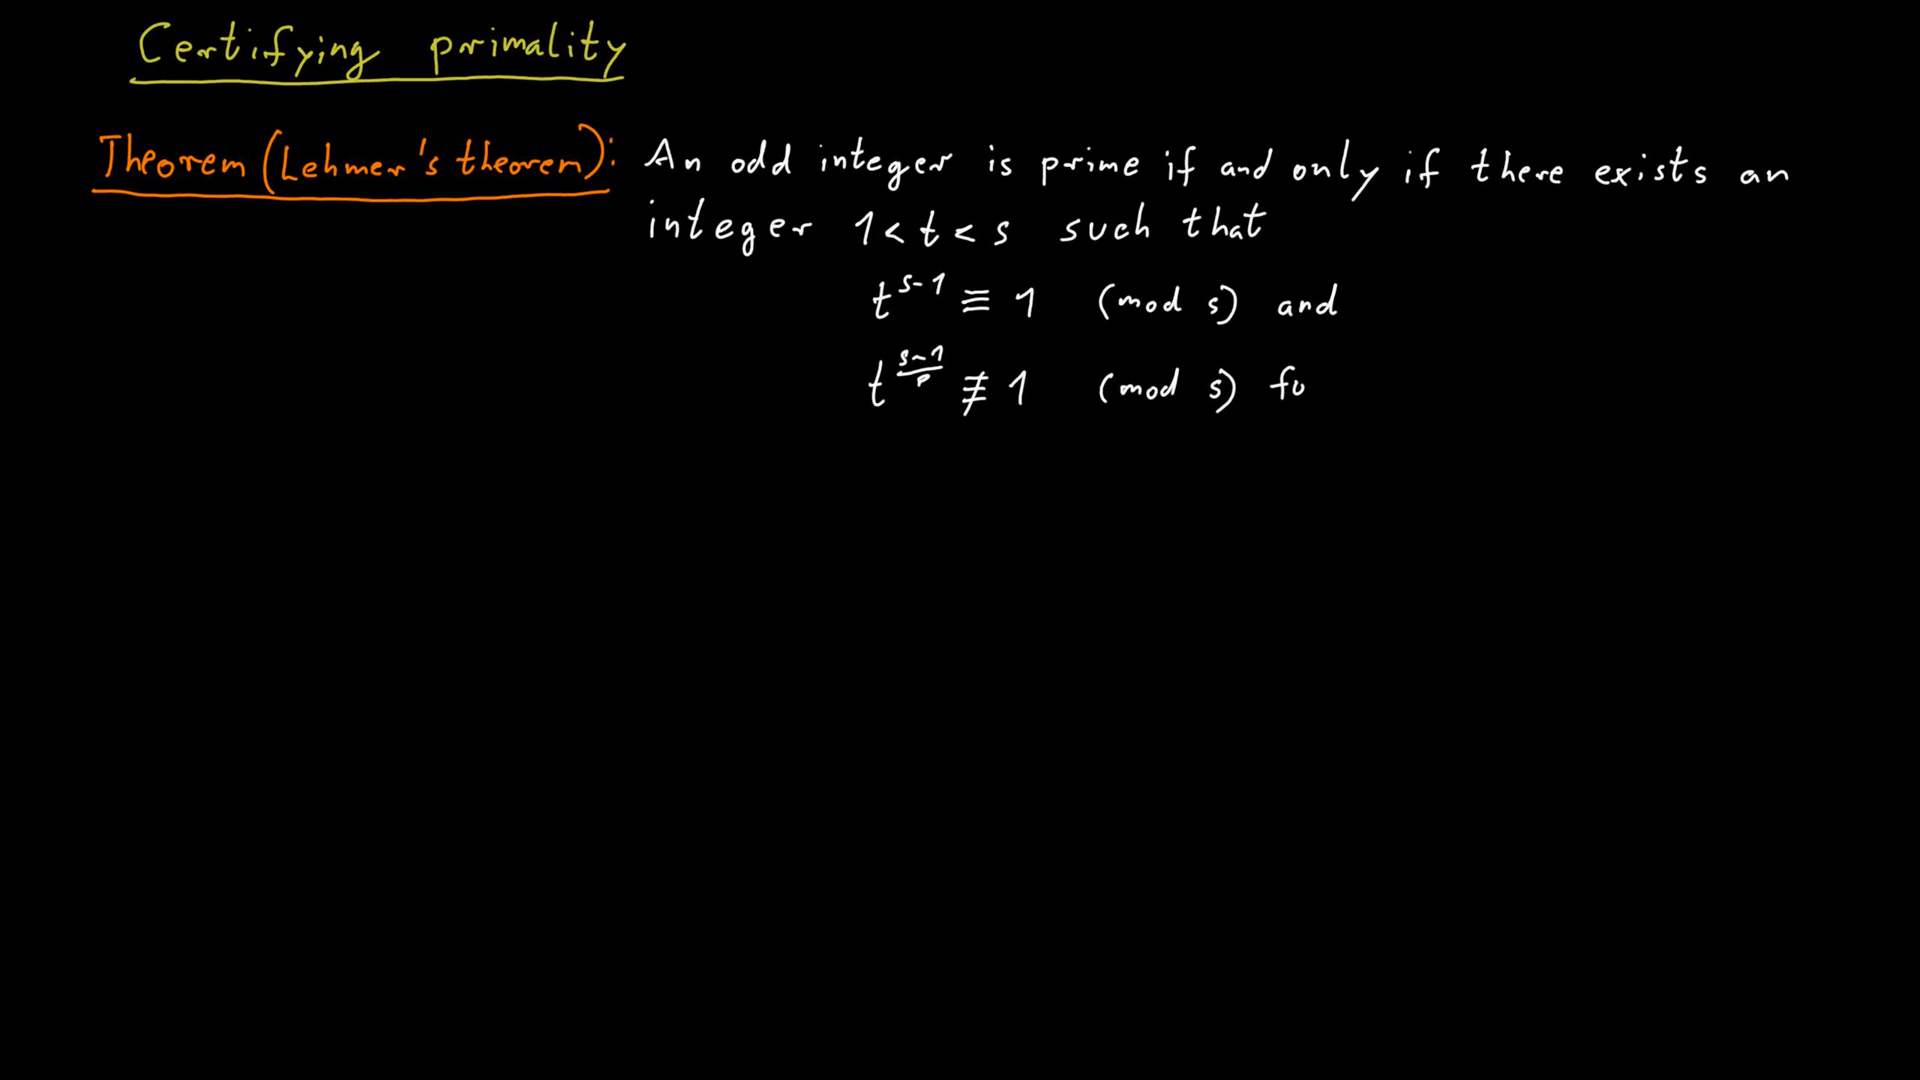 Certifying primality
Theorem (Lehmer's theorem): An odd integer is prime if and only if there exists an
integer 1 < t < s such that
t^{s-1} ≡ 1 (mod s) and
t^{\frac{s-1}{p}} ≢ 1 (mod s) fo